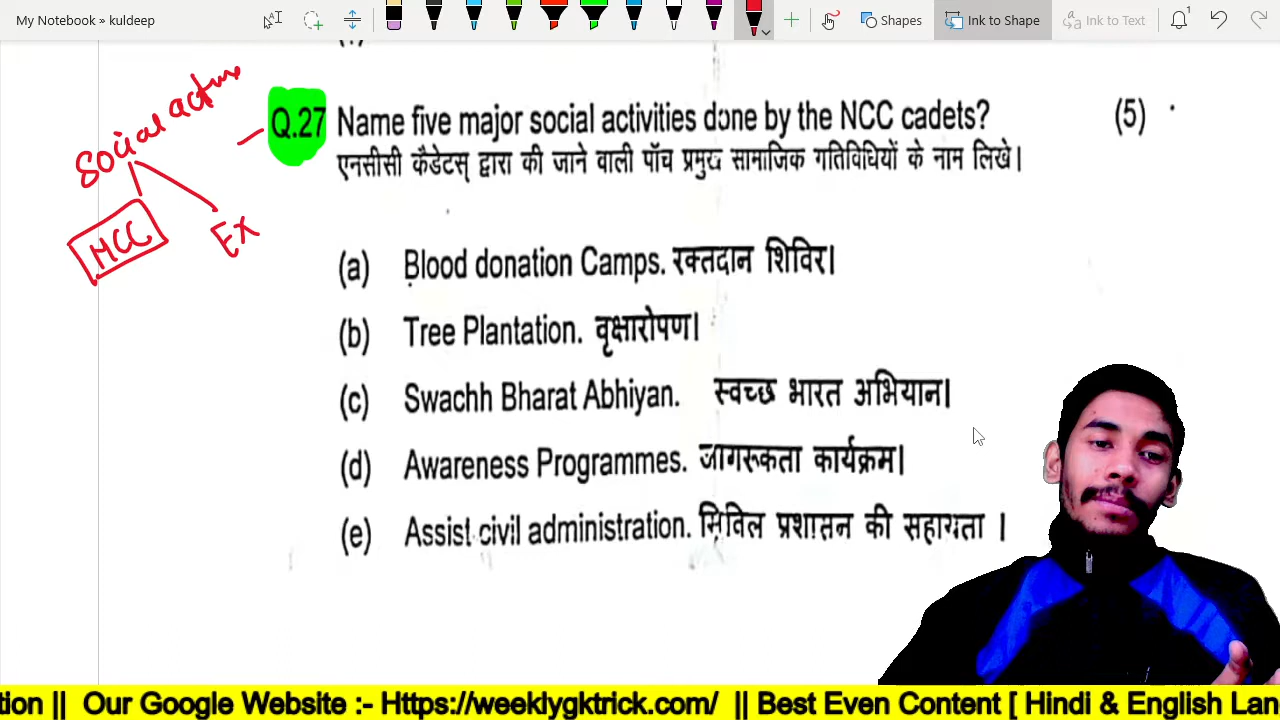 My Notebook » kuldeep
Shapes
Ink to Shape
Ink to Text
Social
Q.27 Name five major social activities done by the NCC cadets? (5)
एनसीसी कैडेटस् द्वारा की जाने वाली पॉच प्रमुख सामाजिक गतिविधियों के नाम लिखे।
Ex
(a) Blood donation Camps. रक्तदान शिविर।
(b) Tree Plantation. वृक्षारोपण।
(c) Swachh Bharat Abhiyan. स्वच्छ भारत अभियान।
(d) Awareness Programmes. जागरूकता कार्यक्रम।
(e) Assist civil administration. सिविल प्रशासन की सहायता ।
tion || Our Google Website :- Https://weeklygktrick.com/ || Best Even Content [ Hindi & English Lan